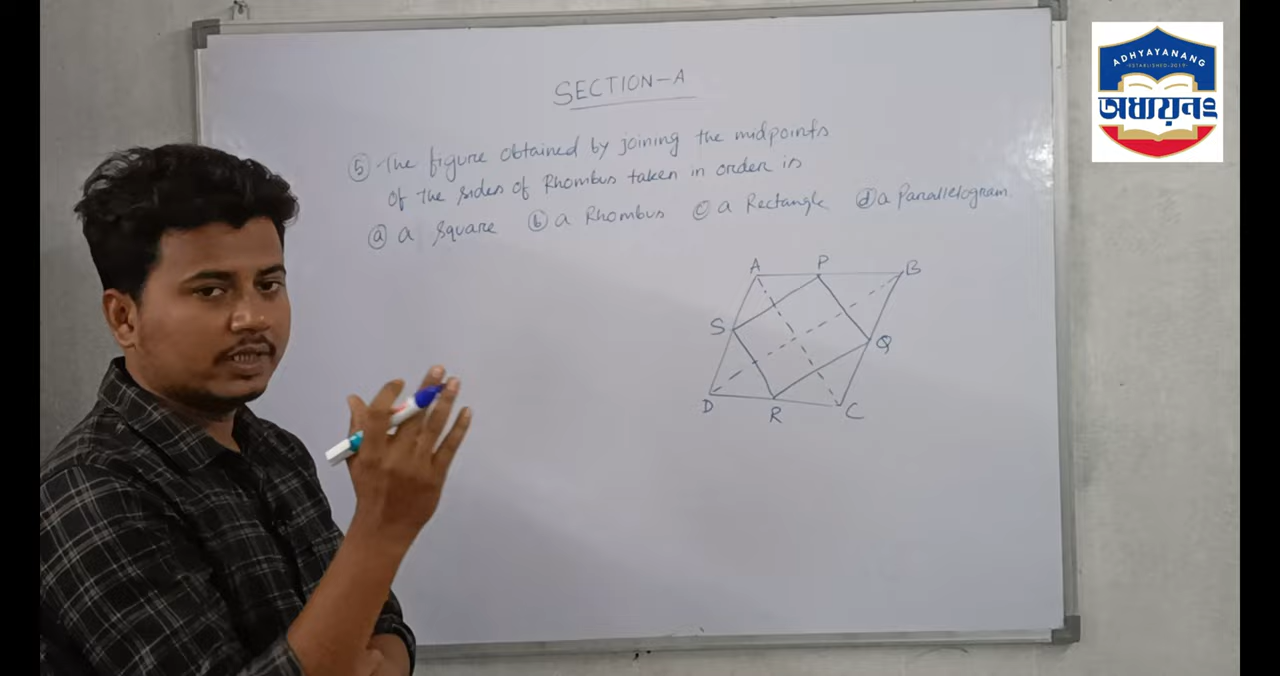 ADHYAYANANG
ESTABLISHED-2019
অধ্যয়নং
SECTION-A
⑤ The figure obtained by joining the midpoints
of the sides of Rhombus taken in order is
ⓐ a square ⓑ a Rhombus ⓒ a Rectangle ⓓ a Parallelogram
A P B
S Q
D R C